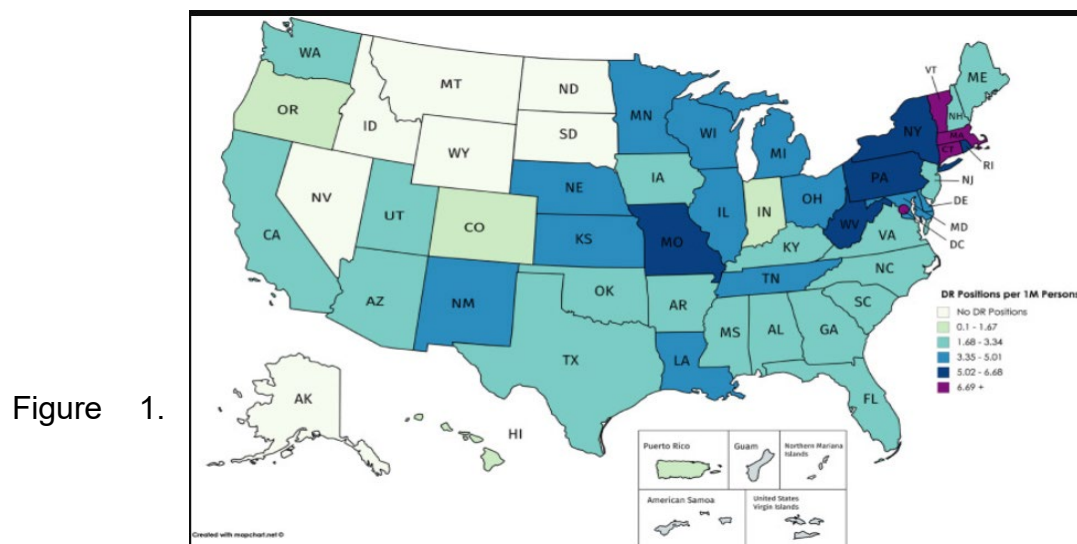 WA
MT
ND
MN
VT
ME
OR
ID
SD
WI
NH
NY
MA
CT
WY
MI
RI
IA
PA
NJ
NE
NV
OH
DE
IL
IN
UT
CO
WV
MD
CA
KS
MO
VA
DC
KY
NC
TN
AZ
OK
NM
AR
SC
MS
AL
GA
TX
LA
FL
AK
HI
DR Positions per 1M Persons
No DR Positions
0.1 - 1.67
1.68 - 3.34
3.35 - 5.01
5.02 - 6.68
6.69 +
Figure 1.
Puerto Rico
Guam
Northern Mariana
Islands
American Samoa
United States
Virgin Islands
Created with mapchart.net ©